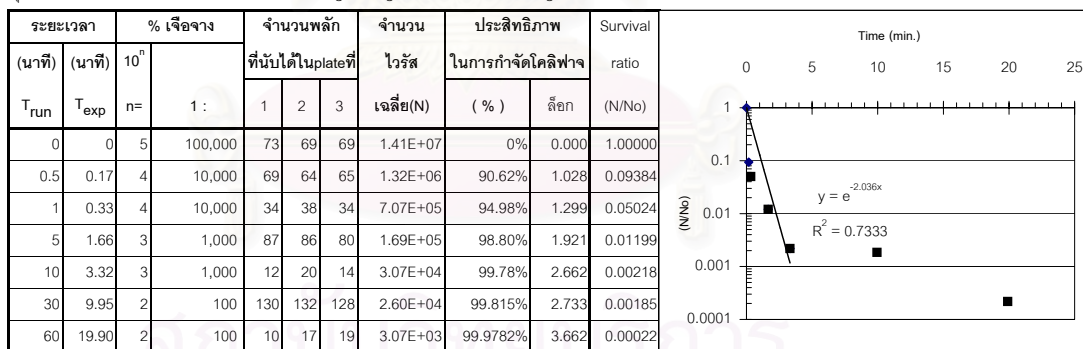 ระยะเวลา % เจือจาง จำนวนพลัก จำนวน ประสิทธิภาพ Survival
(นาที) (นาที) 10^n ที่นับได้ในplateที่ ไวรัส ในการกำจัดโคลิฟาจ ratio
T_run T_exp n= 1 : 1 2 3 เฉลี่ย(N) ( % ) ล็อก (N/No)
0 0 5 100,000 73 69 69 1.41E+07 0% 0.000 1.00000
0.5 0.17 4 10,000 69 64 65 1.32E+06 90.62% 1.028 0.09384
1 0.33 4 10,000 34 38 34 7.07E+05 94.98% 1.299 0.05024
5 1.66 3 1,000 87 86 80 1.69E+05 98.80% 1.921 0.01199
10 3.32 3 1,000 12 20 14 3.07E+04 99.78% 2.662 0.00218
30 9.95 2 100 130 132 128 2.60E+04 99.815% 2.733 0.00185
60 19.90 2 100 10 17 19 3.07E+03 99.9782% 3.662 0.00022
Time (min.)
0 5 10 15 20 25
1
0.1
0.01
0.001
0.0001
(N/No)
y = e^-2.036x
R^2 = 0.7333